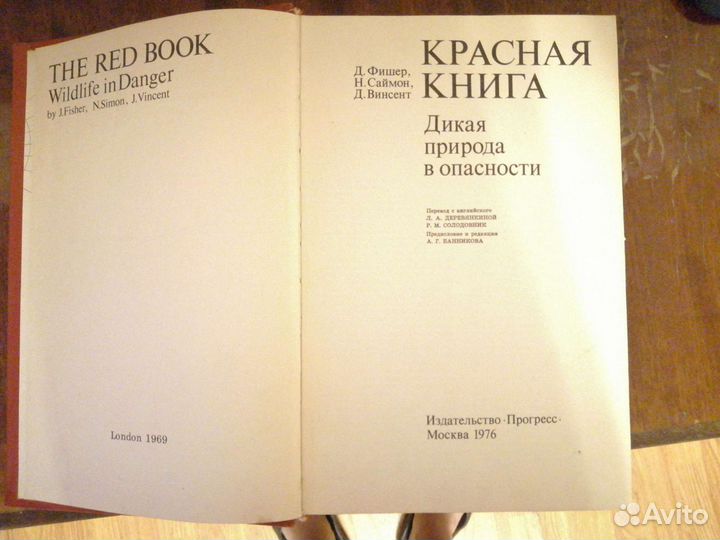 THE RED BOOK
Wildlife in Danger
by J. Fisher, N. Simon, J. Vincent
London 1969
Д. Фишер,
Н. Саймон,
Д. Винсент
КРАСНАЯ
КНИГА
Дикая
природа
в опасности
Перевод с английского
Л. А. ДЕРЕВЯНКИНОЙ
Р. М. СОЛОДОВНИК
Предисловие и редакция
А. Г. БАННИКОВА
Издательство ·Прогресс·
Москва 1976
Avito